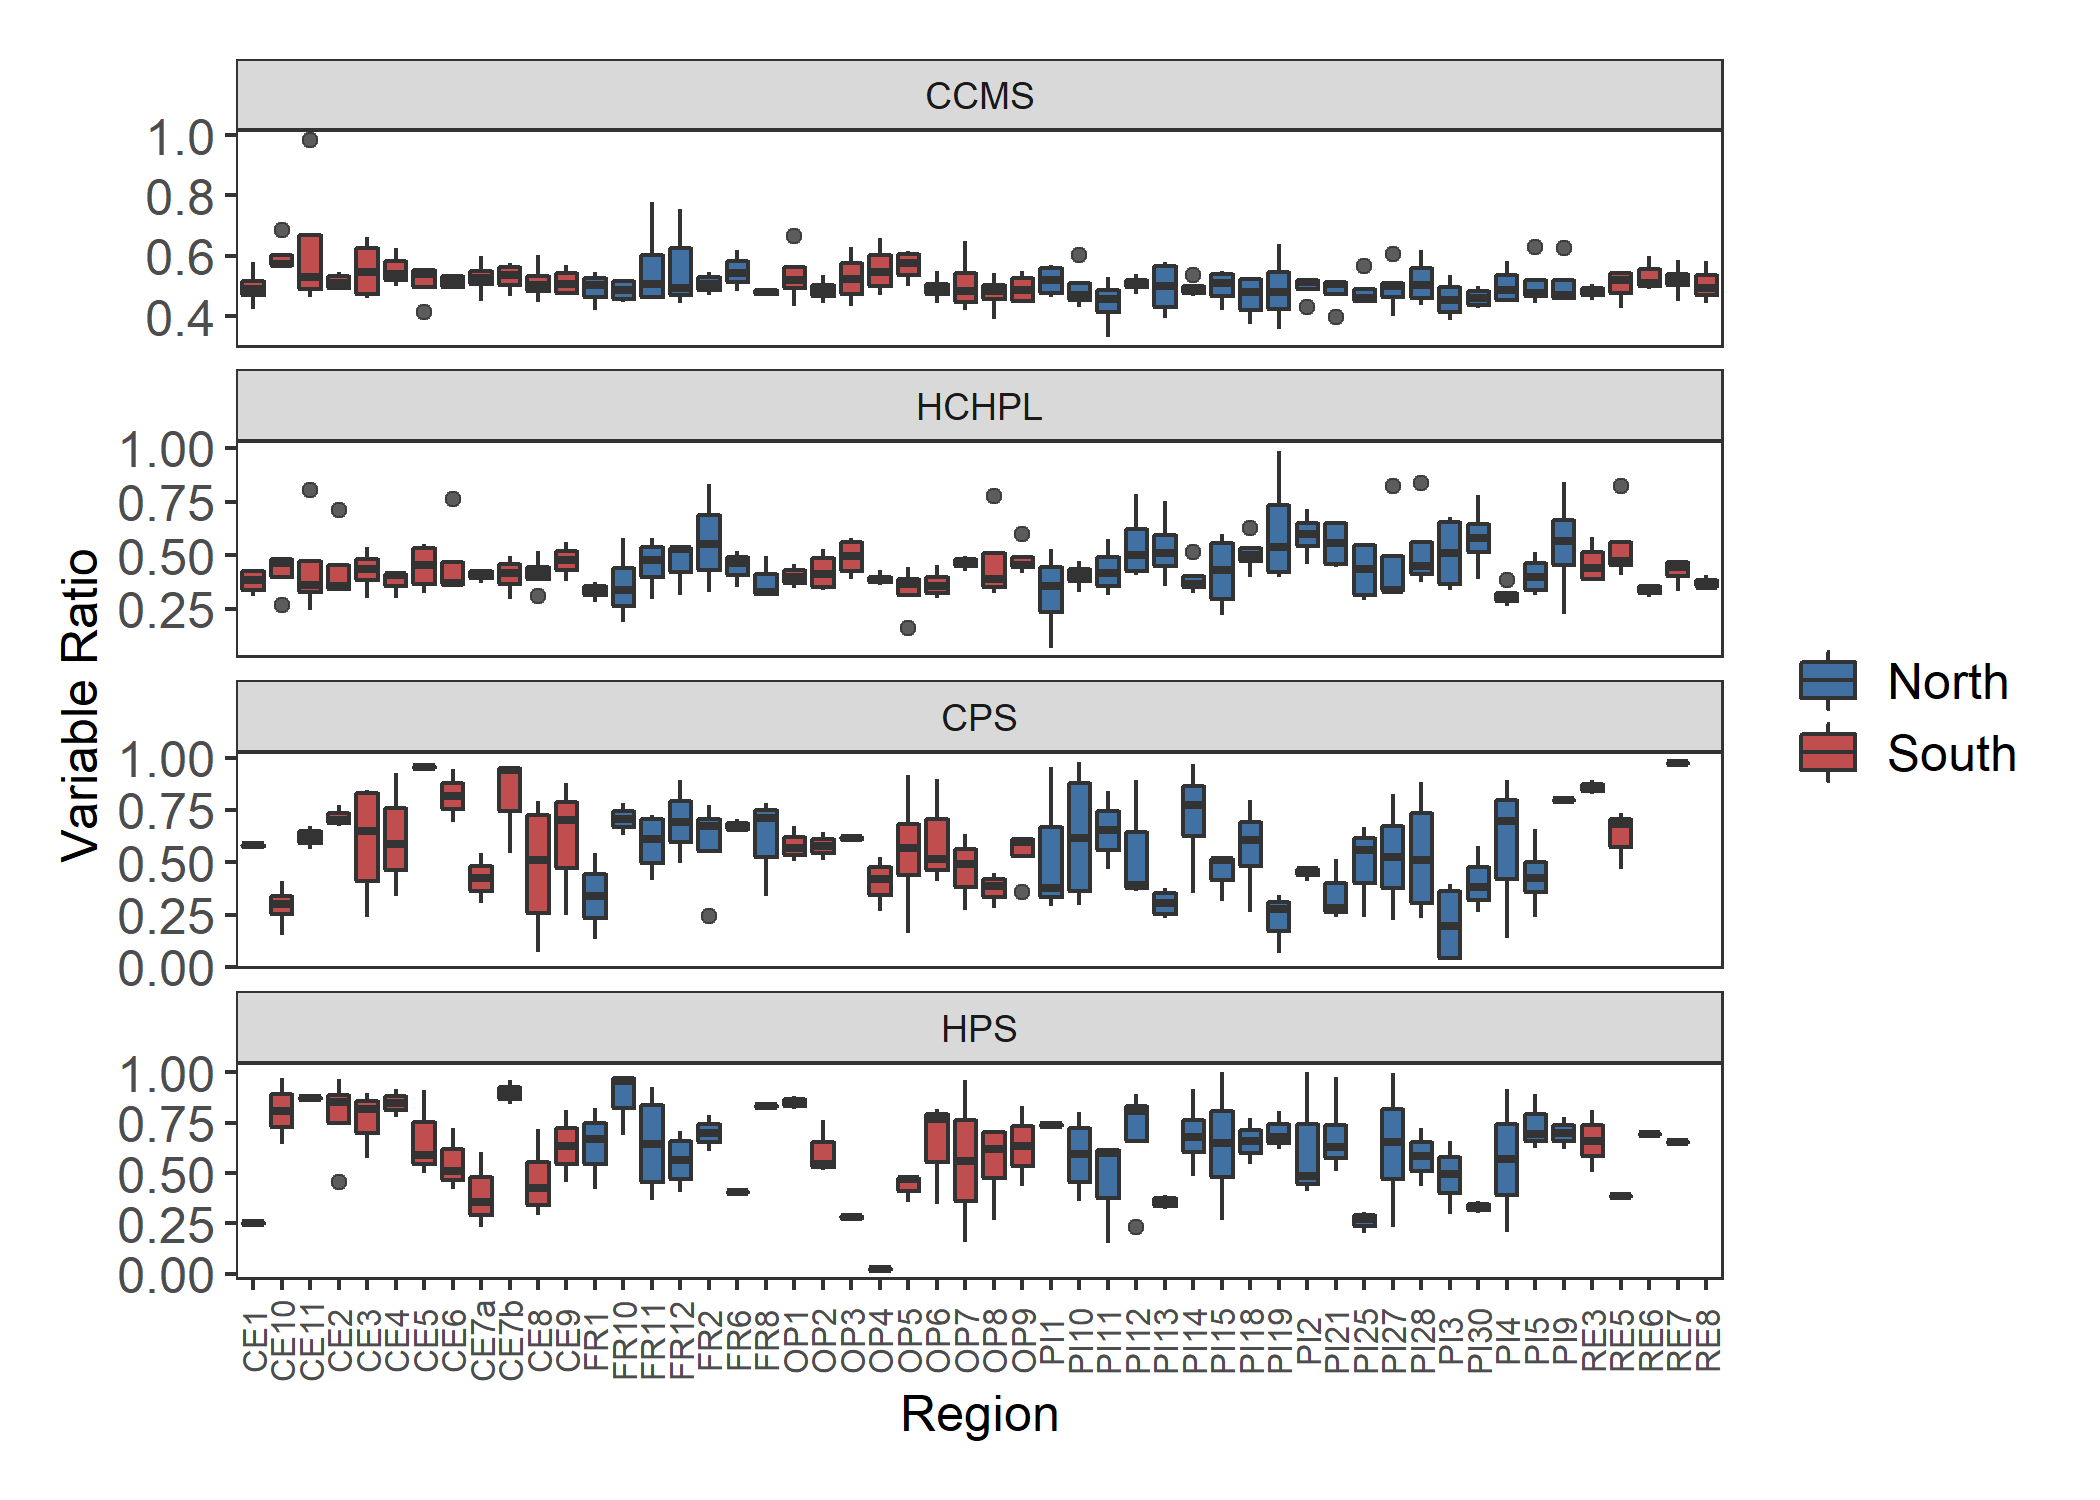 CCMS
1.0
0.8
0.6
0.4
HCHPL
1.00
0.75
0.50
0.25
CPS
1.00
0.75
0.50
0.25
0.00
HPS
1.00
0.75
0.50
0.25
0.00
Variable Ratio
CE1 CE10 CE11 CE2 CE3 CE4 CE5 CE6 CE7a CE7b CE8 CE9 FR1 FR10 FR11 FR12 FR2 FR6 FR8 OP1 OP2 OP3 OP4 OP5 OP6 OP7 OP8 OP9 PI1 PI10 PI11 PI12 PI13 PI14 PI15 PI18 PI19 PI2 PI21 PI25 PI27 PI28 PI3 PI30 PI4 PI5 PI9 RE3 RE5 RE6 RE7 RE8
Region
North
South